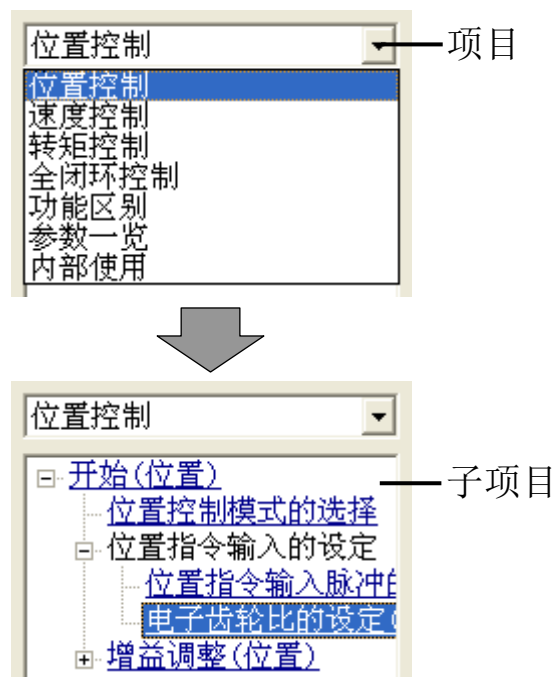 位置控制
项目
位置控制
速度控制
转矩控制
全闭环控制
功能区别
参数一览
内部使用
位置控制
开始(位置)
子项目
位置控制模式的选择
位置指令输入的设定
位置指令输入脉冲
电子齿轮比的设定(
增益调整(位置)